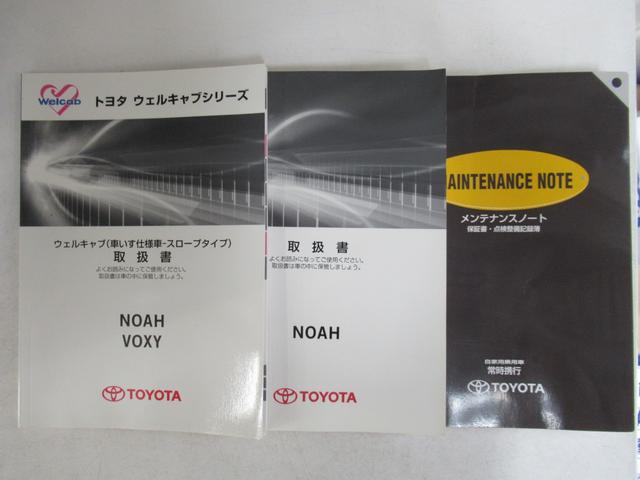 Welcab
トヨタ ウェルキャブシリーズ
ウェルキャブ(車いす仕様車-スロープタイプ)
取扱書
よくお読みになってご使用ください。
取扱書は車の中に保管しましょう。
NOAH
VOXY
TOYOTA
取扱書
よくお読みになってご使用ください。
取扱書は車の中に保管しましょう。
NOAH
TOYOTA
AINTENANCE NOTE
メンテナンスノート
保証書・点検整備記録簿
自家用乗用車
常時携行
TOYOTA